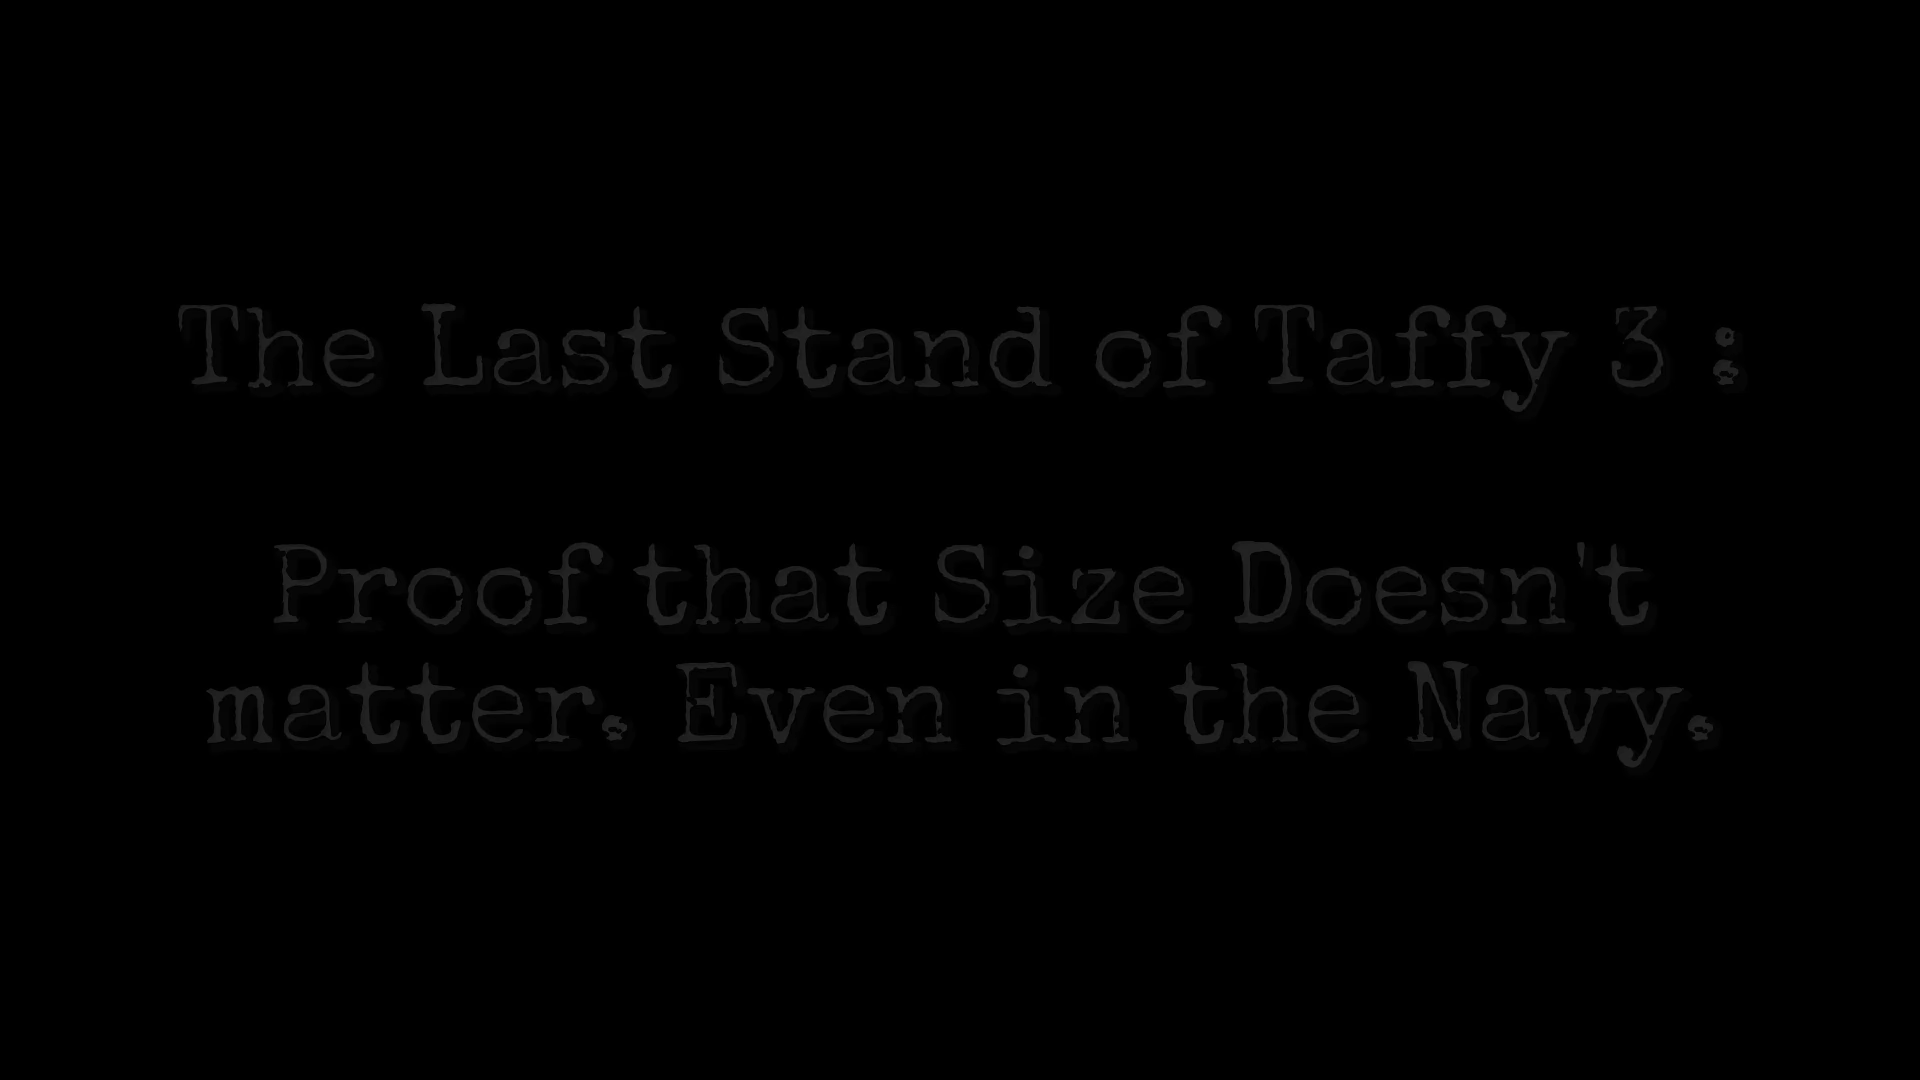 The Last Stand of Taffy 3 :
Proof that Size Doesn't
matter. Even in the Navy.